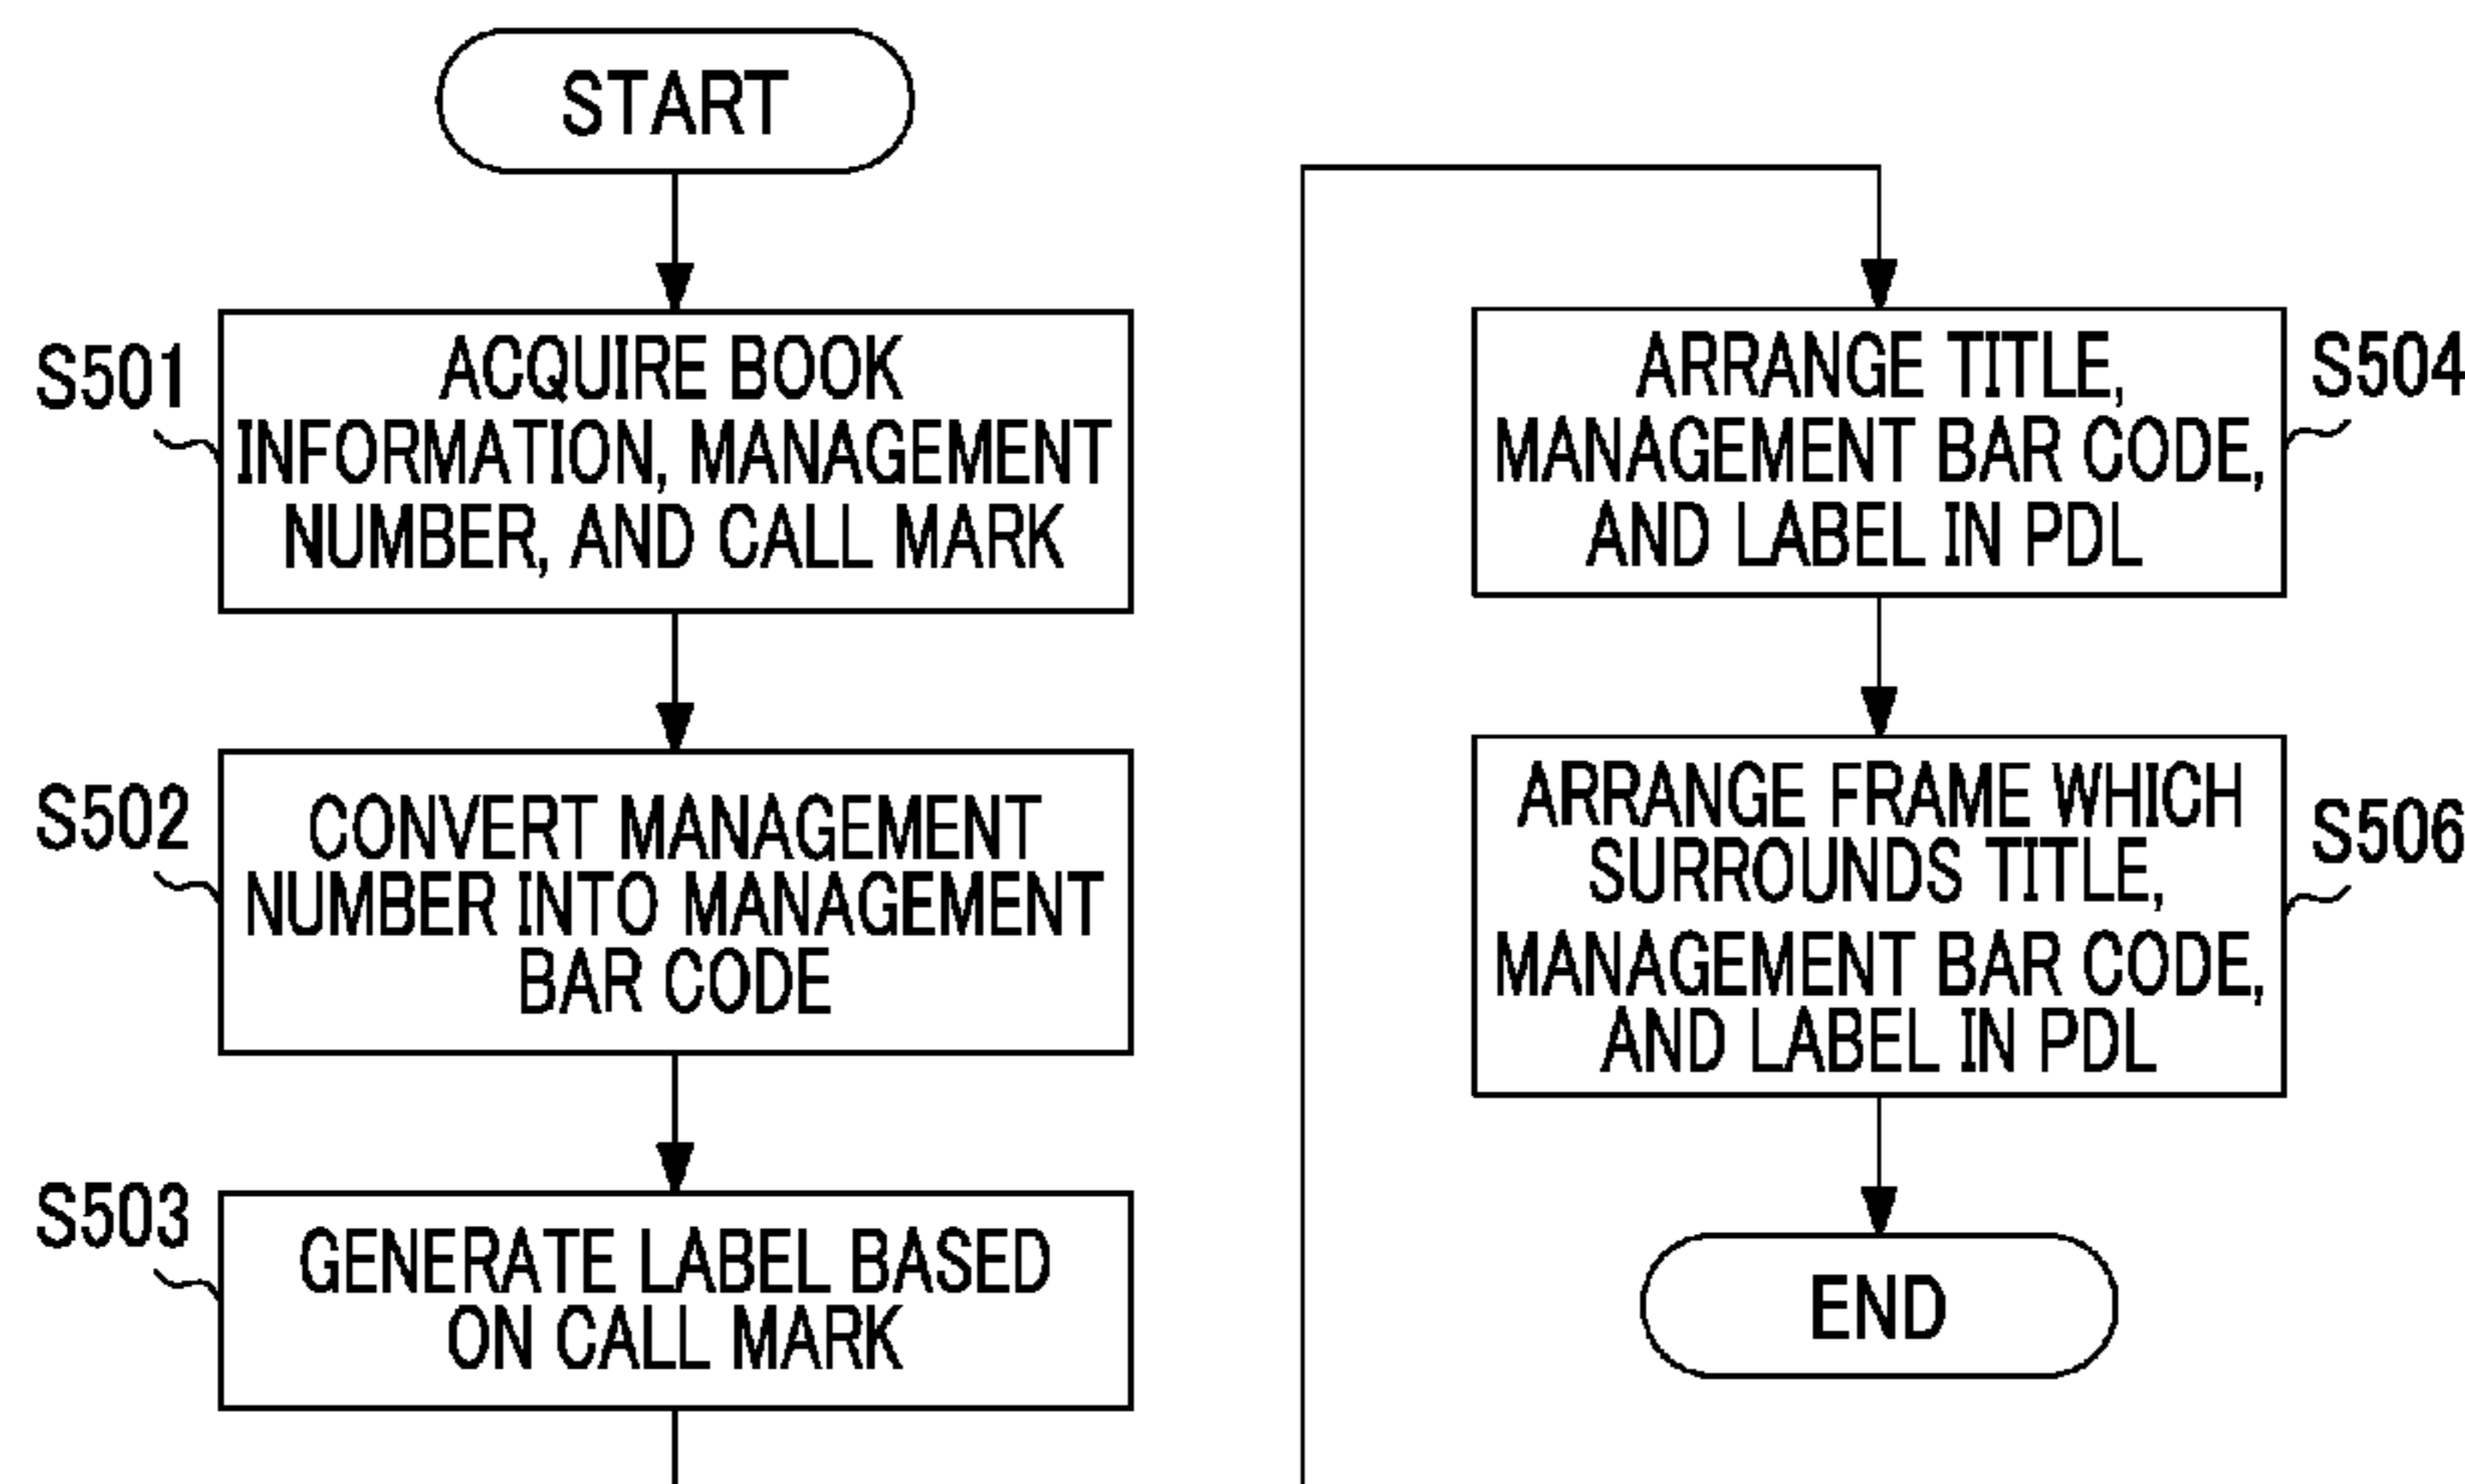 START
S501
ACQUIRE BOOK
INFORMATION, MANAGEMENT
NUMBER, AND CALL MARK
S502
CONVERT MANAGEMENT
NUMBER INTO MANAGEMENT
BAR CODE
S503
GENERATE LABEL BASED
ON CALL MARK
S504
ARRANGE TITLE,
MANAGEMENT BAR CODE,
AND LABEL IN PDL
S506
ARRANGE FRAME WHICH
SURROUNDS TITLE,
MANAGEMENT BAR CODE,
AND LABEL IN PDL
END